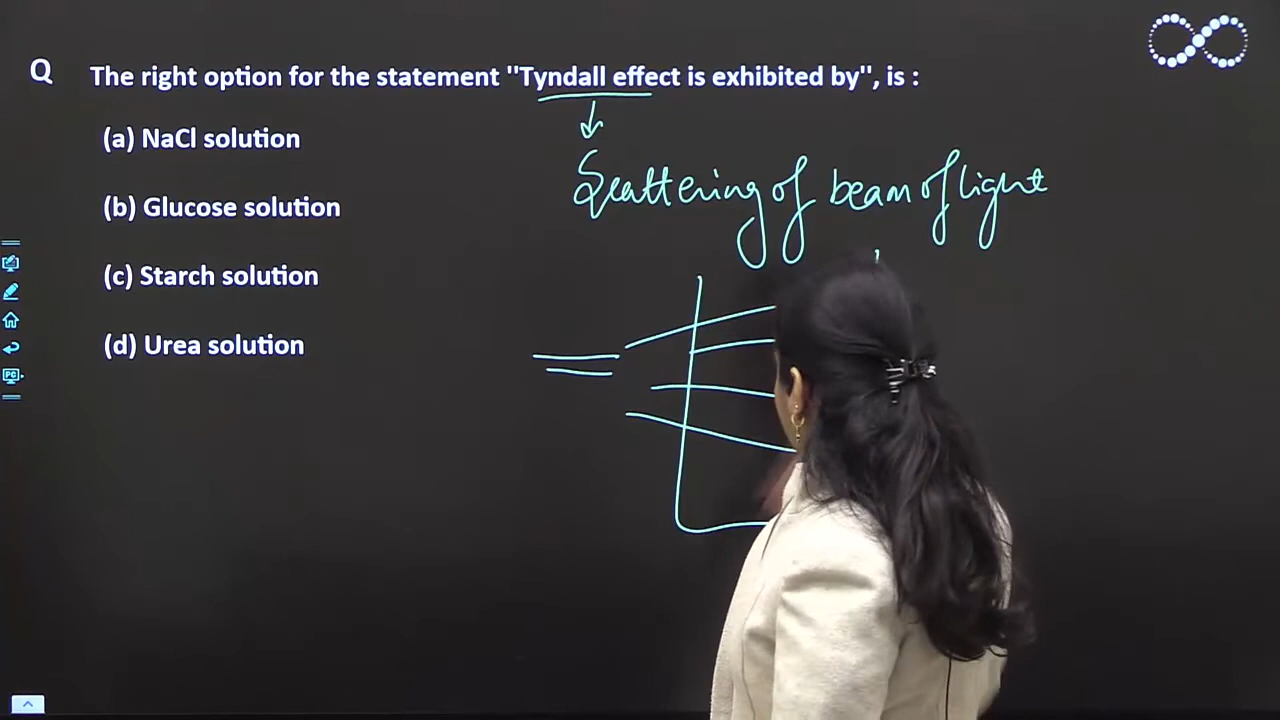 Q The right option for the statement "Tyndall effect is exhibited by", is :
(a) NaCl solution
Scattering of beam of light
(b) Glucose solution
(c) Starch solution
(d) Urea solution
PC